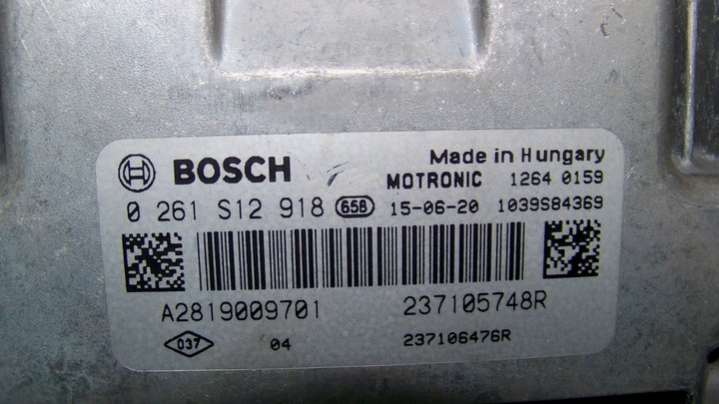 BOSCH Made in Hungary
MOTRONIC 1264 0159
0 261 S12 918 658 15-06-20 1039S84369
A2819009701 237105748R
037 04 237106476R